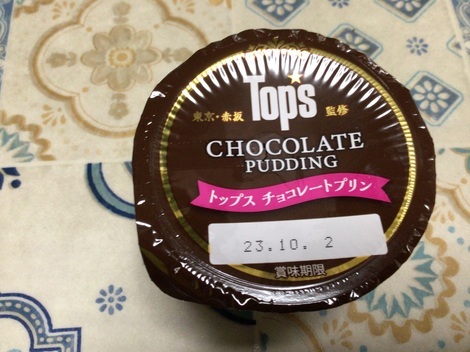 Tops
東京・赤坂 監修
CHOCOLATE
PUDDING
トップス チョコレートプリン
23.10. 2
賞味期限